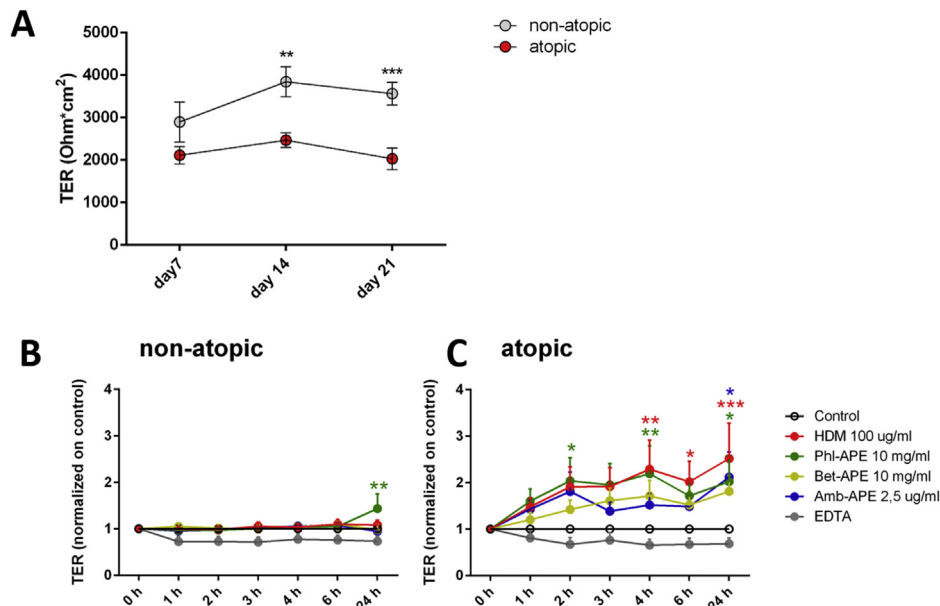 A
non-atopic
atopic
5000
4000
3000
2000
1000
0
TER (Ohm*cm2)
**
***
day7
day 14
day 21
B
non-atopic
4
3
2
1
0
TER (normalized on control)
**
0 h
1 h
2 h
3 h
4 h
6 h
24 h
C
atopic
4
3
2
1
0
TER (normalized on control)
*
**
**
*
*
***
*
0 h
1 h
2 h
3 h
4 h
6 h
24 h
Control
HDM 100 ug/ml
Phl-APE 10 mg/ml
Bet-APE 10 mg/ml
Amb-APE 2,5 ug/ml
EDTA